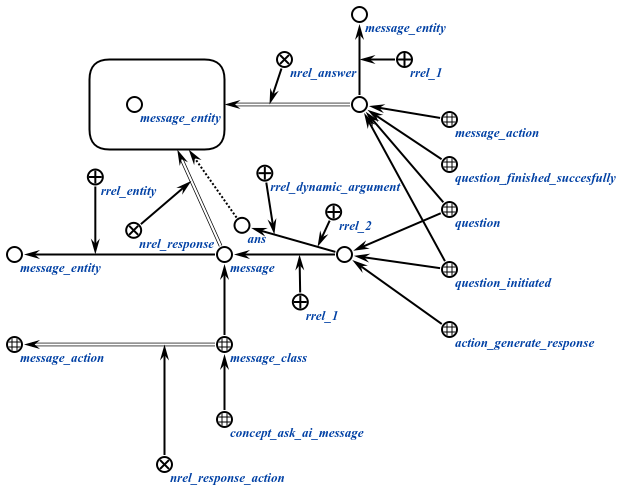 message_entity
nrel_answer
rrel_1
message_entity
message_action
question_finished_succesfully
rrel_entity
rrel_dynamic_argument
rrel_2
question
nrel_response
ans
message_entity
message
question_initiated
rrel_1
action_generate_response
message_action
message_class
concept_ask_ai_message
nrel_response_action